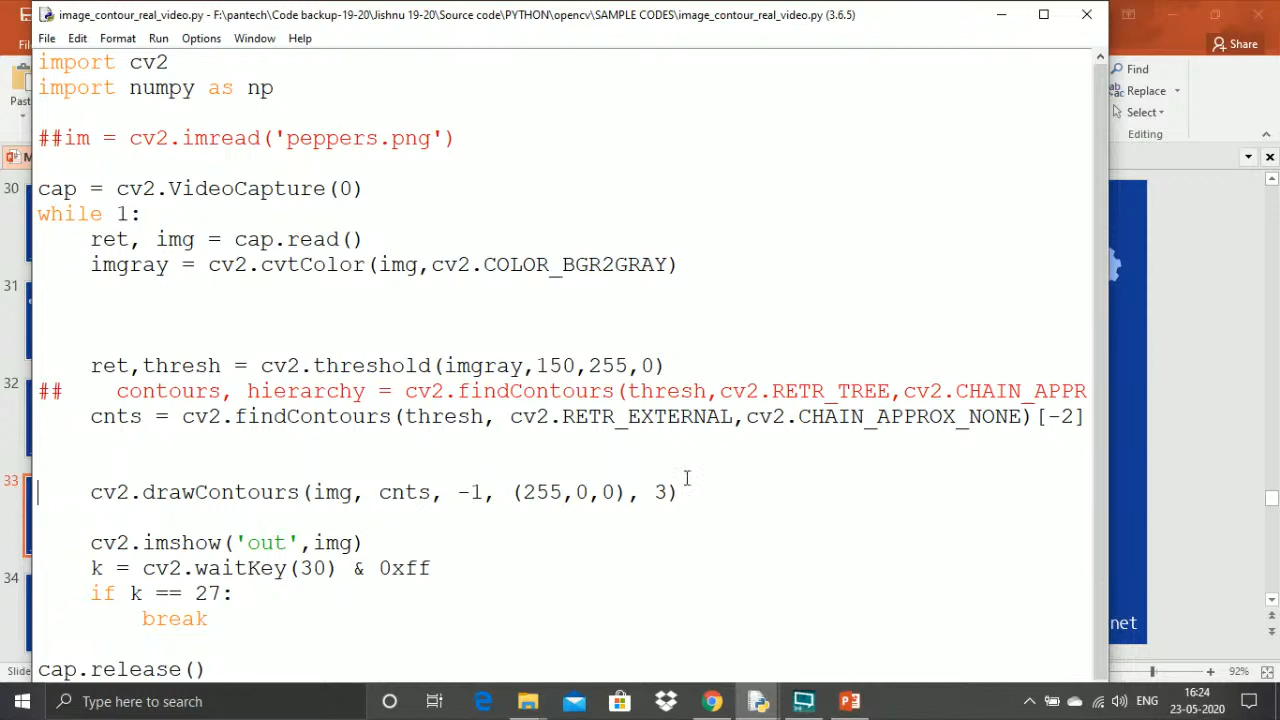 image_contour_real_video.py - F:\pantech\Code backup-19-20\Jishnu 19-20\Source code\PYTHON\opencv\SAMPLE CODES\image_contour_real_video.py (3.6.5)
File Edit Format Run Options Window Help
import cv2
import numpy as np
##im = cv2.imread('peppers.png')
cap = cv2.VideoCapture(0)
while 1:
    ret, img = cap.read()
    imgray = cv2.cvtColor(img,cv2.COLOR_BGR2GRAY)
    ret,thresh = cv2.threshold(imgray,150,255,0)
##    contours, hierarchy = cv2.findContours(thresh,cv2.RETR_TREE,cv2.CHAIN_APPR
    cnts = cv2.findContours(thresh, cv2.RETR_EXTERNAL,cv2.CHAIN_APPROX_NONE)[-2]
    cv2.drawContours(img, cnts, -1, (255,0,0), 3)
    cv2.imshow('out',img)
    k = cv2.waitKey(30) & 0xff
    if k == 27:
        break
cap.release()
Share
Find
Replace
Select
Editing
Past
30
31
32
33
34
net
Slide
92%
Type here to search
ENG
16:24
23-05-2020